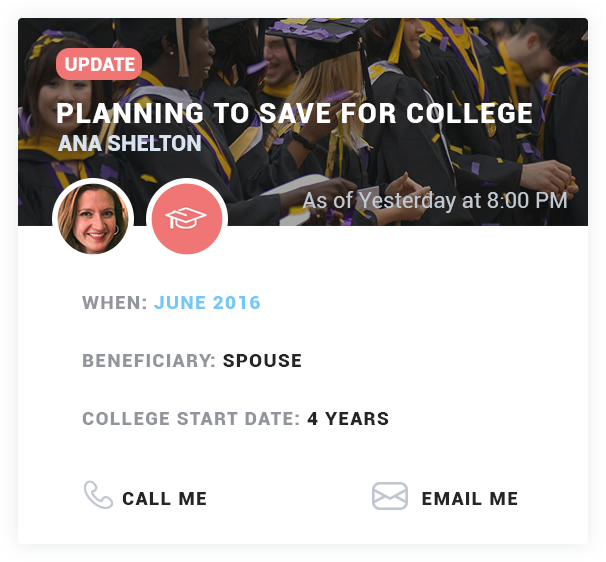 UPDATE
PLANNING TO SAVE FOR COLLEGE
ANA SHELTON
As of Yesterday at 8:00 PM
WHEN: JUNE 2016
BENEFICIARY: SPOUSE
COLLEGE START DATE: 4 YEARS
CALL ME
EMAIL ME